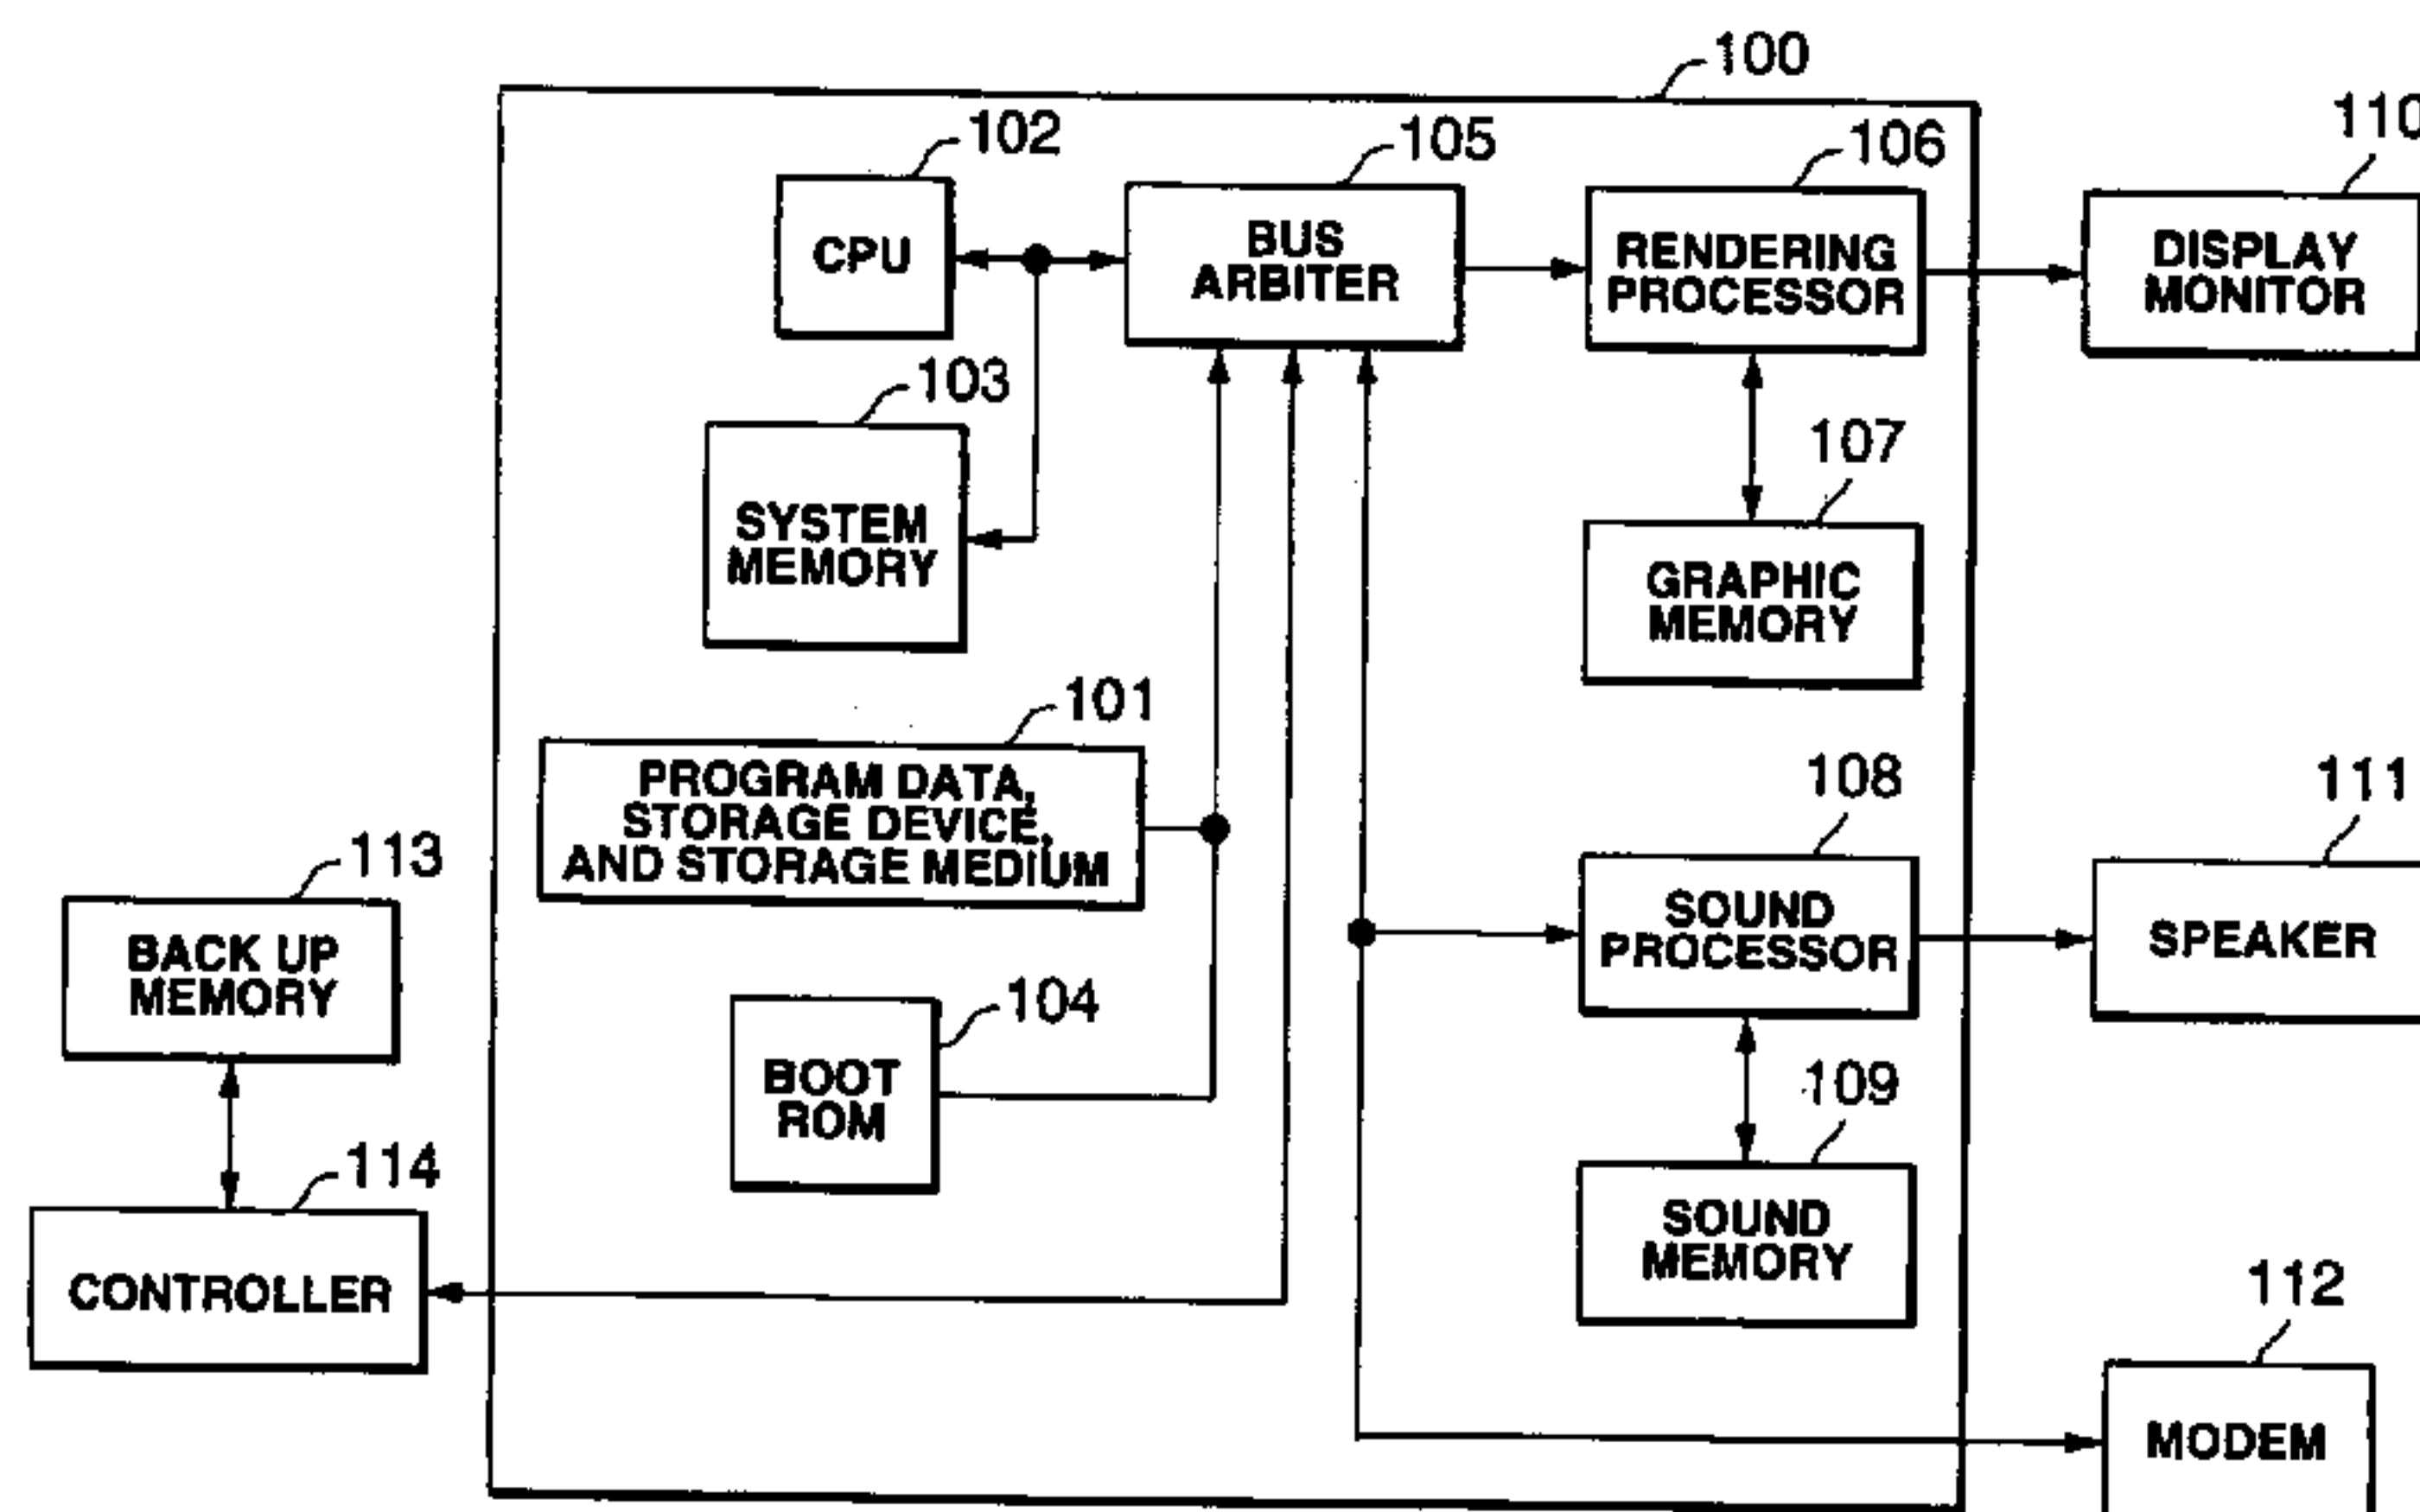 100
102
105
106
110
CPU
BUS
ARBITER
RENDERING
PROCESSOR
DISPLAY
MONITOR
103
SYSTEM
MEMORY
107
GRAPHIC
MEMORY
101
PROGRAM DATA,
STORAGE DEVICE,
AND STORAGE MEDIUM
108
111
113
BACK UP
MEMORY
SOUND
PROCESSOR
SPEAKER
104
BOOT
ROM
109
114
CONTROLLER
SOUND
MEMORY
112
MODEM